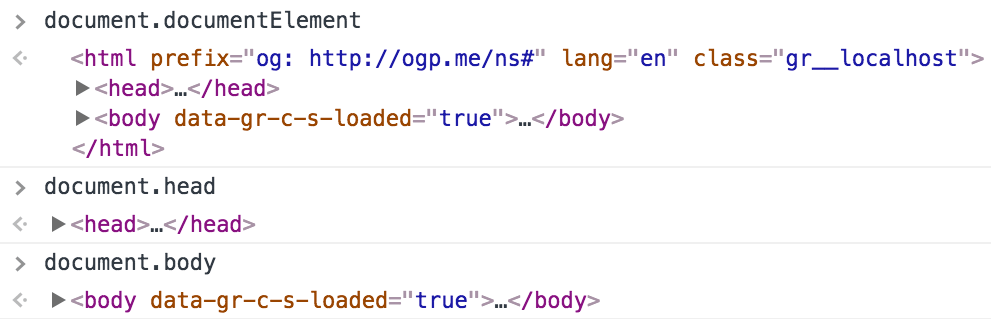 > document.documentElement
<· <html prefix="og: http://ogp.me/ns#" lang="en" class="gr__localhost">
▶<head>…</head>
▶<body data-gr-c-s-loaded="true">…</body>
</html>
> document.head
<· ▶<head>…</head>
> document.body
<· ▶<body data-gr-c-s-loaded="true">…</body>